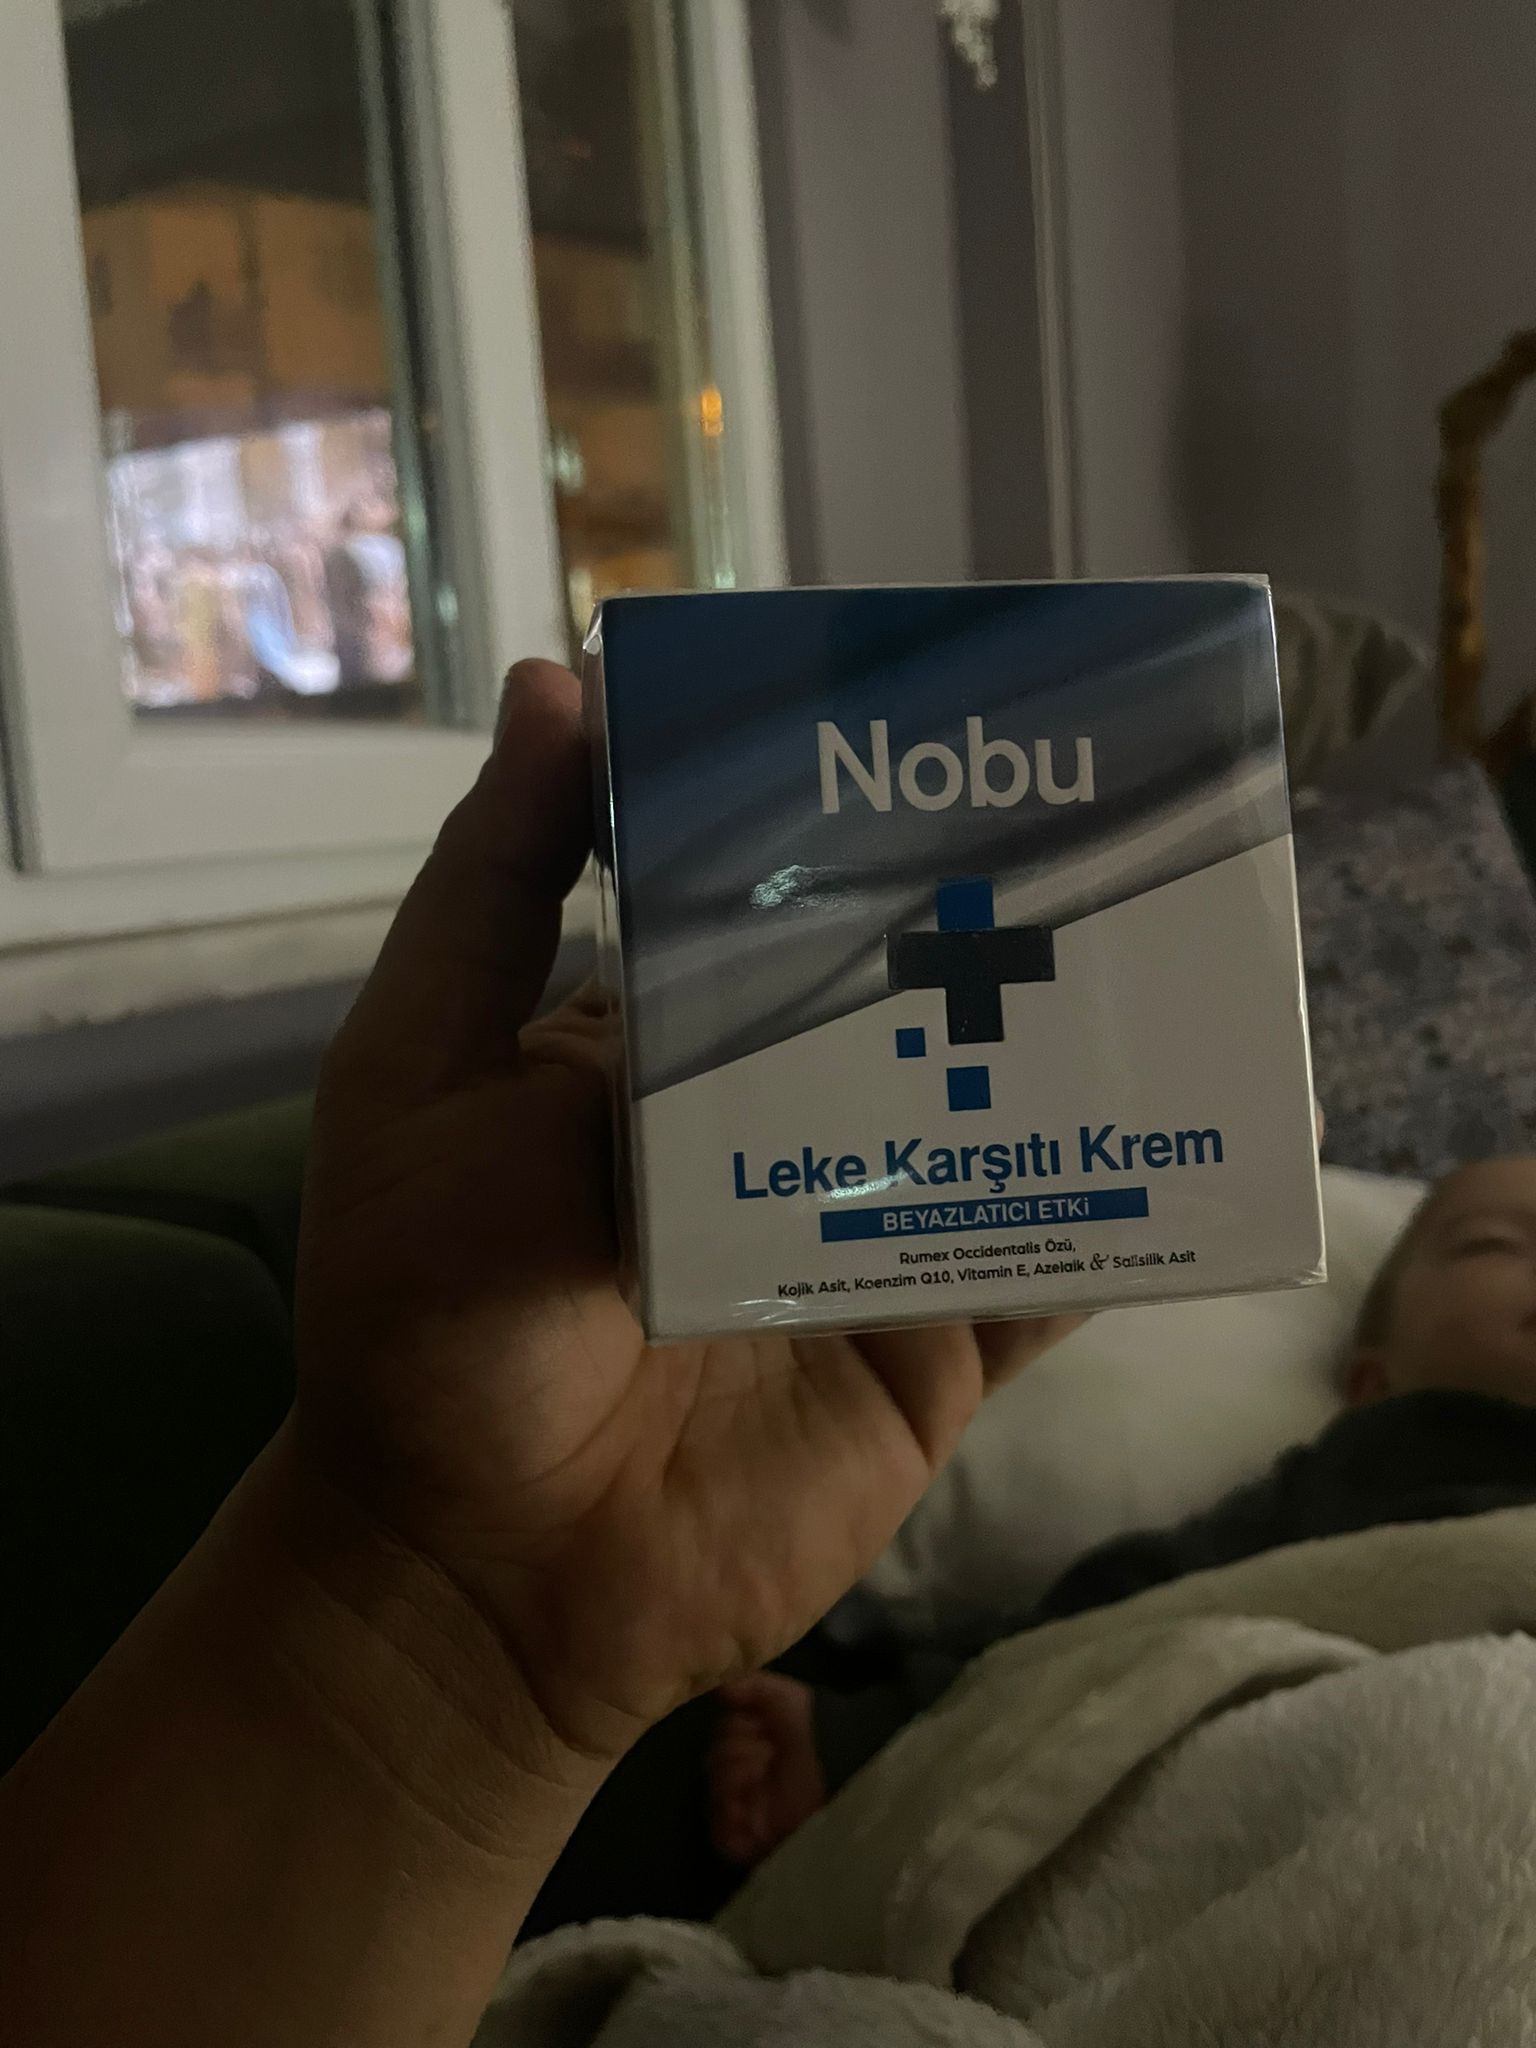 Nobu
Leke Karşıtı Krem
BEYAZLATICI ETKi
Rumex Occidentalis Özü,
Kojik Asit, Koenzim Q10, Vitamin E, Azelaik & Salisilik Asit